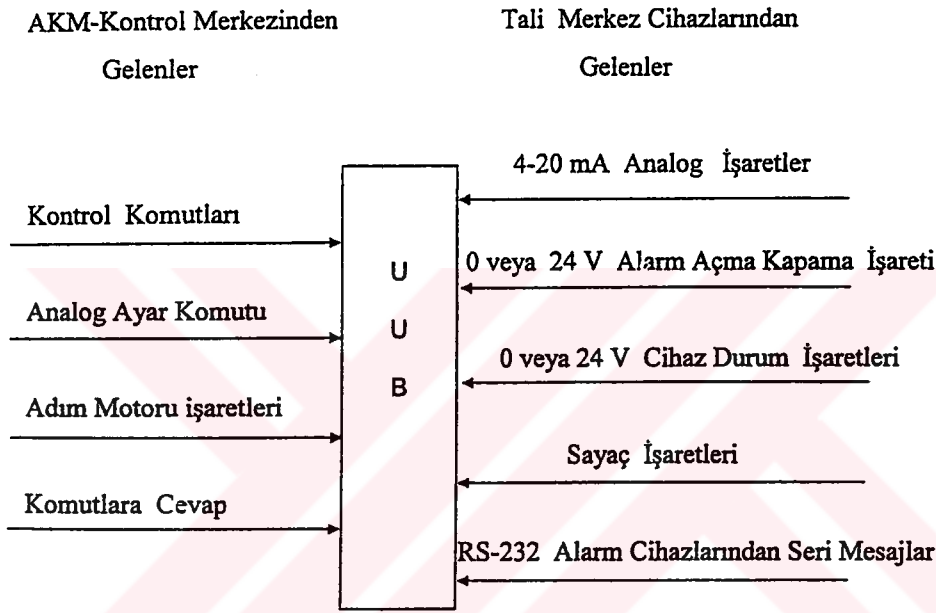 AKM-Kontrol Merkezinden
Gelenler
Tali Merkez Cihazlarından
Gelenler
Kontrol Komutları
Analog Ayar Komutu
Adım Motoru işaretleri
Komutlara Cevap
U
U
B
4-20 mA Analog İşaretler
0 veya 24 V Alarm Açma Kapama İşareti
0 veya 24 V Cihaz Durum İşaretleri
Sayaç İşaretleri
RS-232 Alarm Cihazlarından Seri Mesajlar